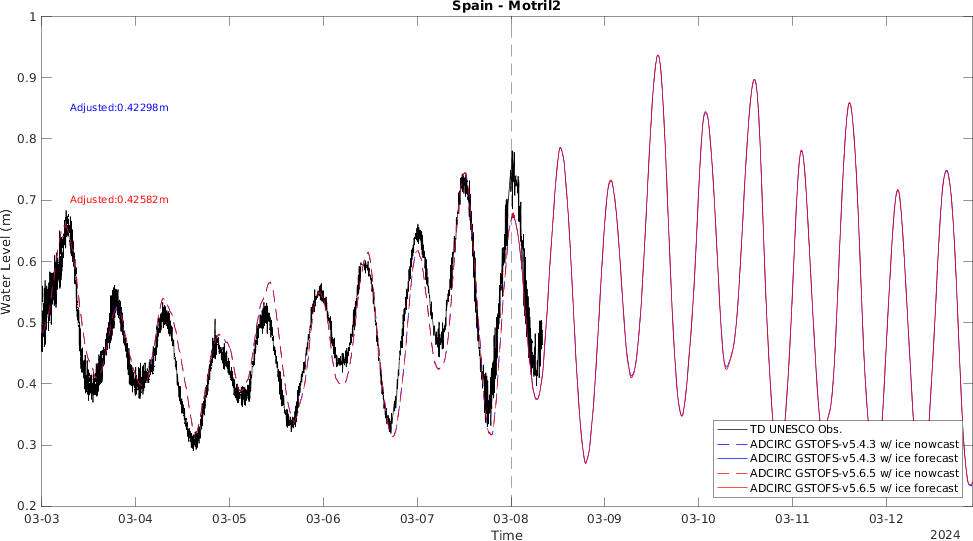 Spain - Motril2
1
0.9
0.8
0.7
0.6
0.5
0.4
0.3
0.2
Water Level (m)
Adjusted:0.42298m
Adjusted:0.42582m
TD UNESCO Obs.
ADCIRC GSTOFS-v5.4.3 w/ ice nowcast
ADCIRC GSTOFS-v5.4.3 w/ ice forecast
ADCIRC GSTOFS-v5.6.5 w/ ice nowcast
ADCIRC GSTOFS-v5.6.5 w/ ice forecast
03-03 03-04 03-05 03-06 03-07 03-08 03-09 03-10 03-11 03-12
Time
2024